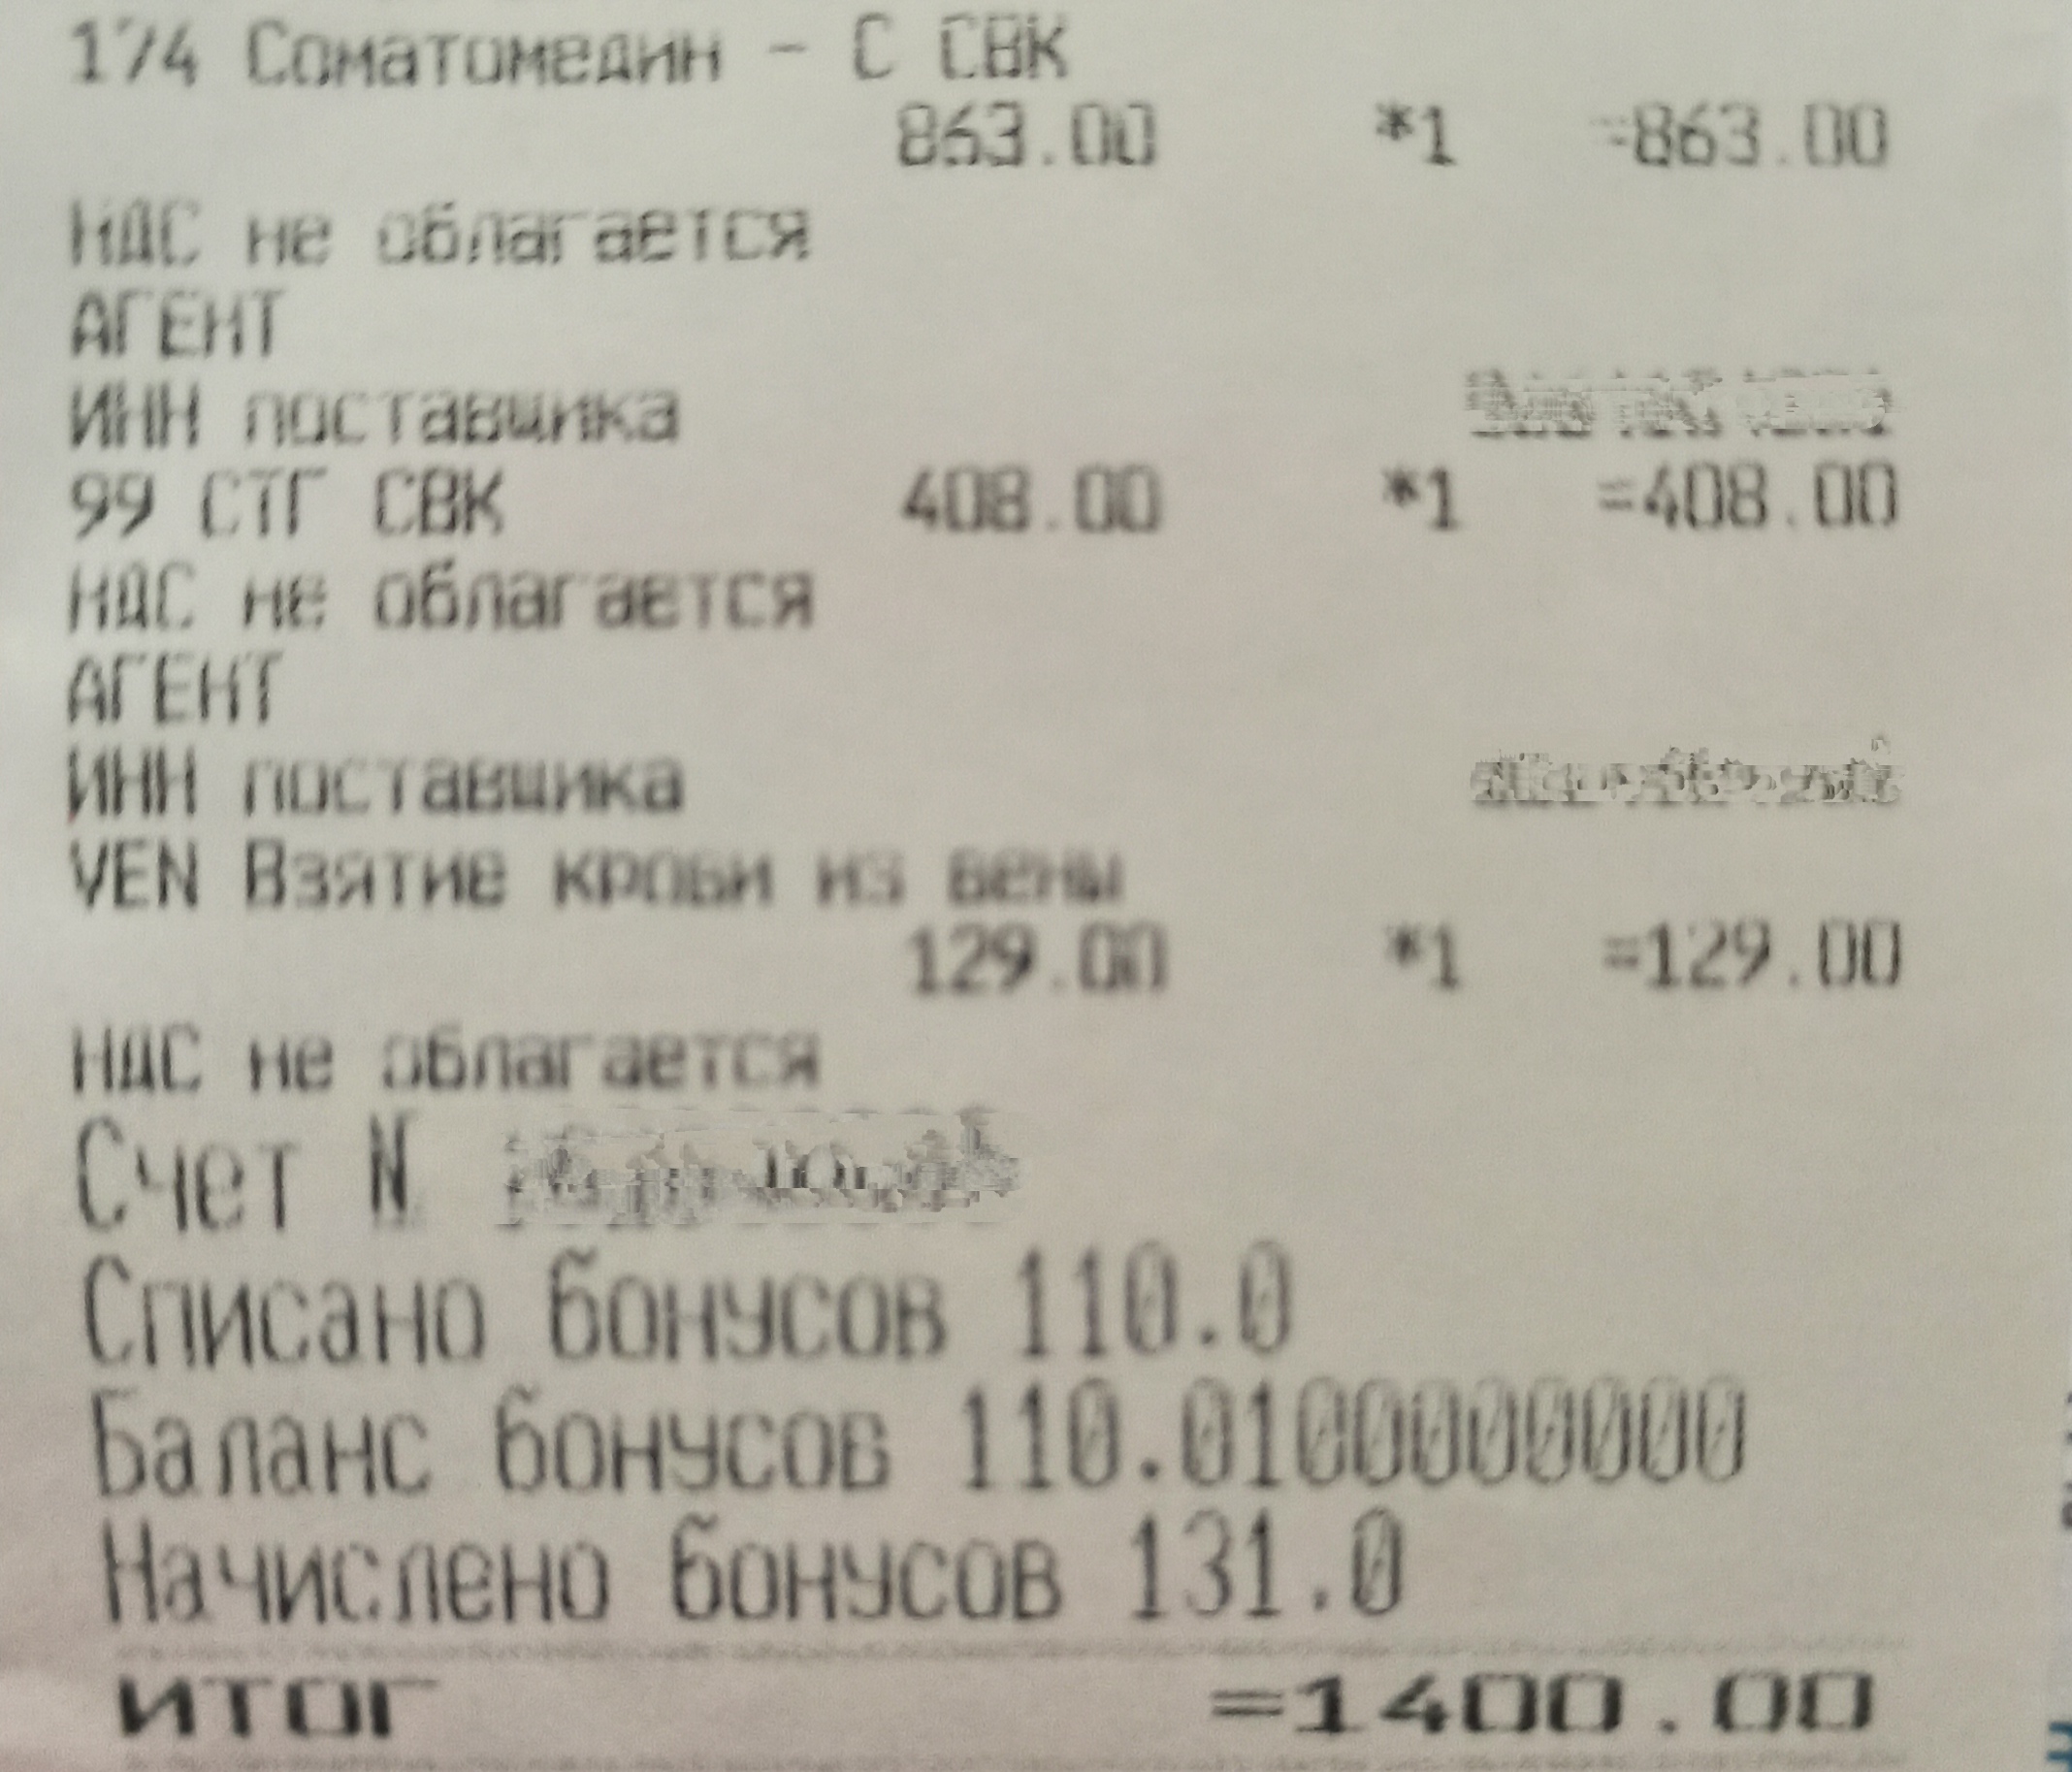 174 Соматомедин - С СВК
863.00 *1 =863.00
НДС не облагается
АГЕНТ
ИНН поставщика
99 СТГ СВК 408.00 *1 =408.00
НДС не облагается
АГЕНТ
ИНН поставщика
VEN Взятие крови из вены
129.00 *1 =129.00
НДС не облагается
Счет N
Списано бонусов 110.0
Баланс бонусов 110.0100000000
Начислено бонусов 131.0
ИТОГ =1400.00